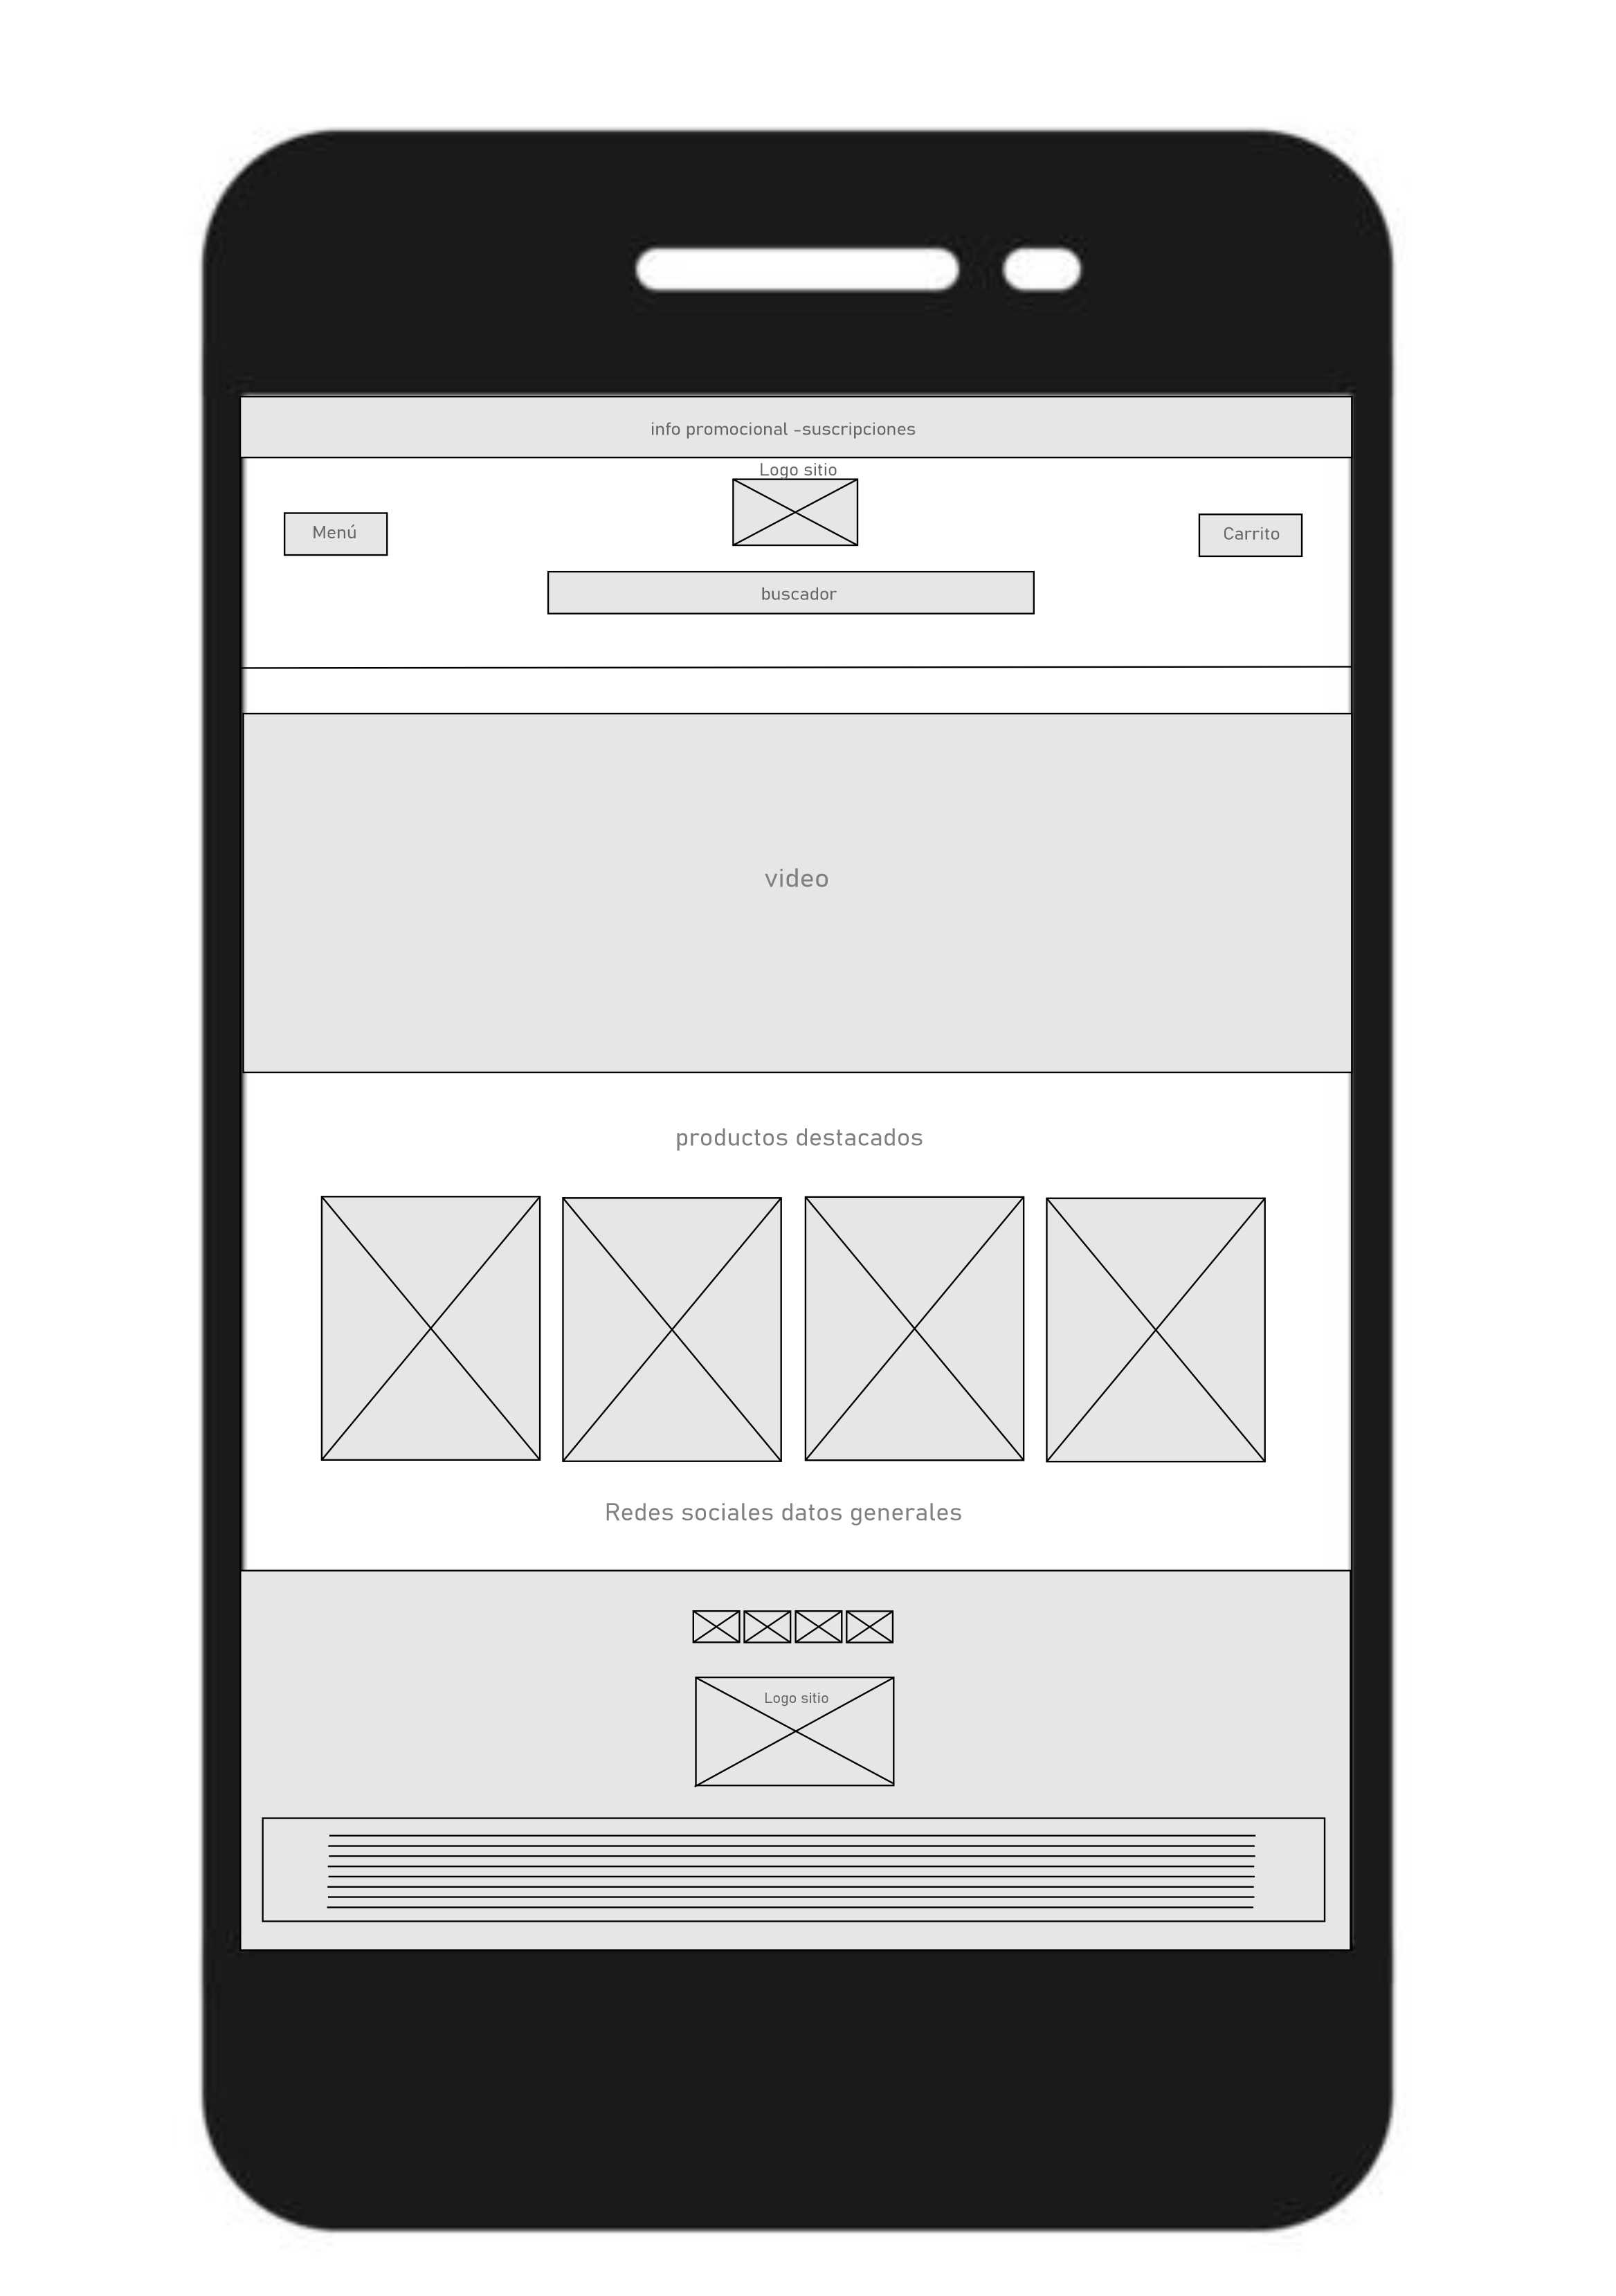 info promocional -suscripciones
Logo sitio
Menú
Carrito
buscador
video
productos destacados
Redes sociales datos generales
Logo sitio